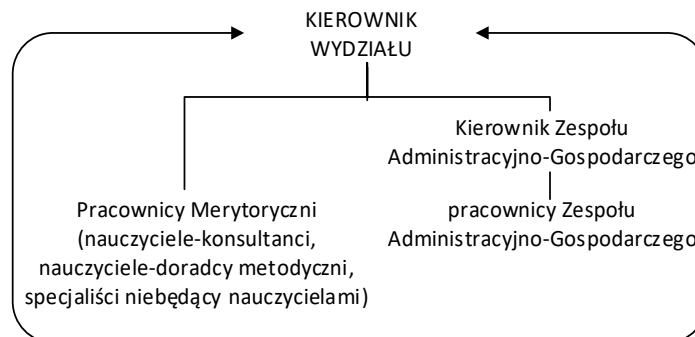 KIEROWNIK
WYDZIAŁU
Kierownik Zespołu
Administracyjno-Gospodarczego
Pracownicy Merytoryczni
(nauczyciele-konsultanci,
nauczyciele-doradcy metodyczni,
specjaliści niebędący nauczycielami)
pracownicy Zespołu
Administracyjno-Gospodarczego